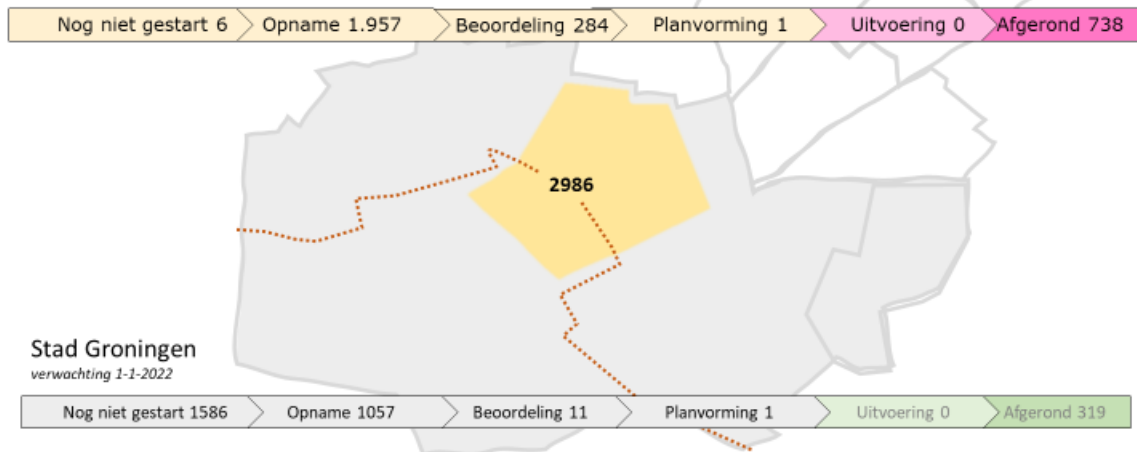 Nog niet gestart 6 Opname 1.957 Beoordeling 284 Planvorming 1 Uitvoering 0 Afgerond 738
2986
Stad Groningen
verwachting 1-1-2022
Nog niet gestart 1586 Opname 1057 Beoordeling 11 Planvorming 1 Uitvoering 0 Afgerond 319